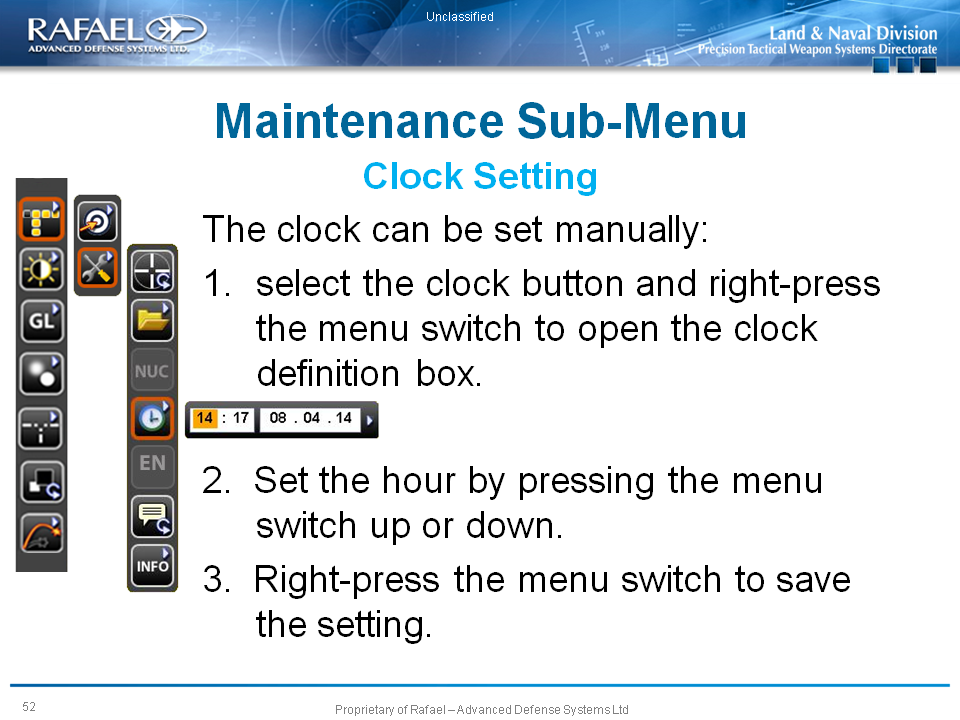 Unclassified
RAFAEL
ADVANCED DEFENSE SYSTEMS LTD.
Land & Naval Division
Precision Tactical Weapon Systems Directorate
Maintenance Sub-Menu
Clock Setting
The clock can be set manually:
1. select the clock button and right-press
the menu switch to open the clock
definition box.
GL
NUC
14 : 17 08 . 04 . 14
EN
2. Set the hour by pressing the menu
switch up or down.
3. Right-press the menu switch to save
the setting.
INFO
52
Proprietary of Rafael – Advanced Defense Systems Ltd